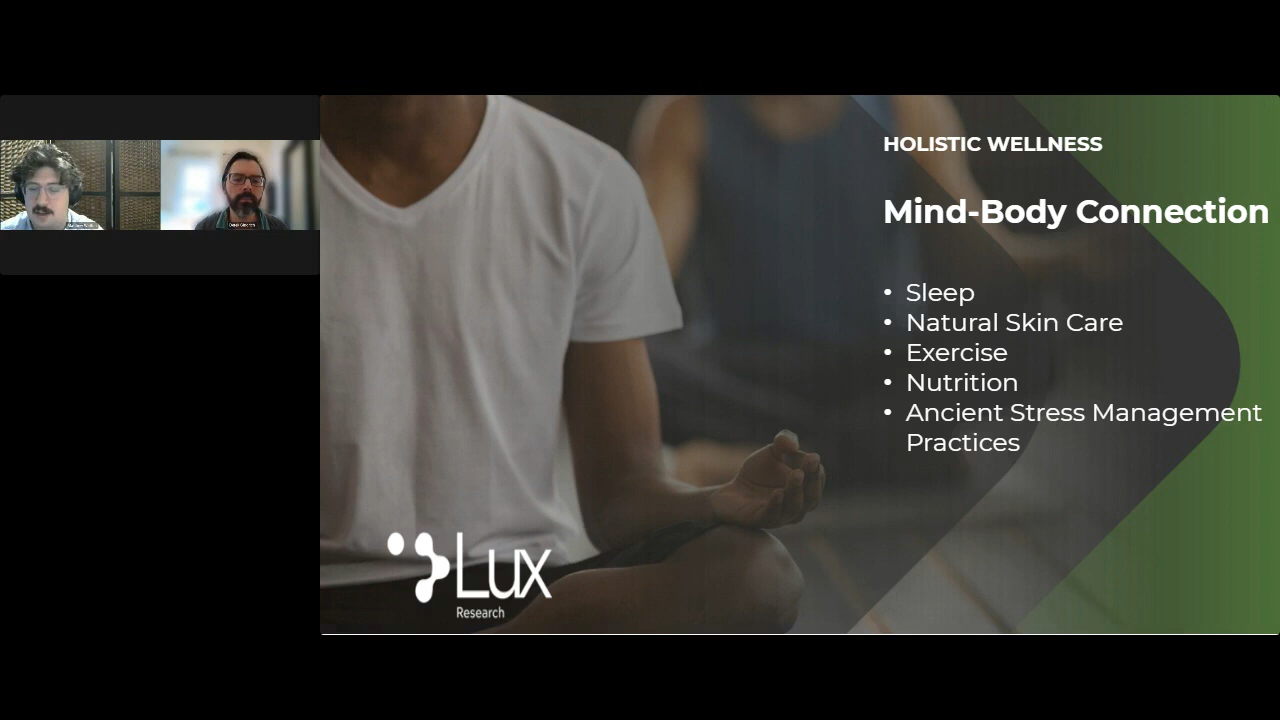 HOLISTIC WELLNESS
Mind-Body Connection
• Sleep
• Natural Skin Care
• Exercise
• Nutrition
• Ancient Stress Management
Practices
Lux
Research